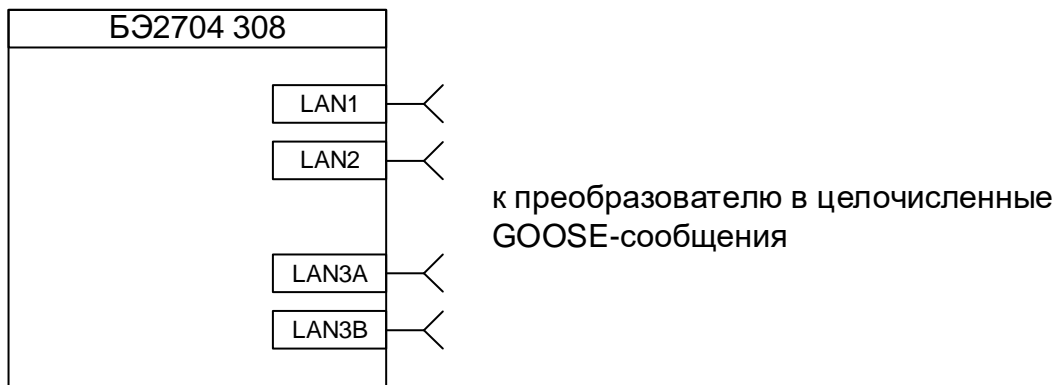 БЭ2704 308
LAN1
LAN2
к преобразователю в целочисленные
GOOSE-сообщения
LAN3A
LAN3B